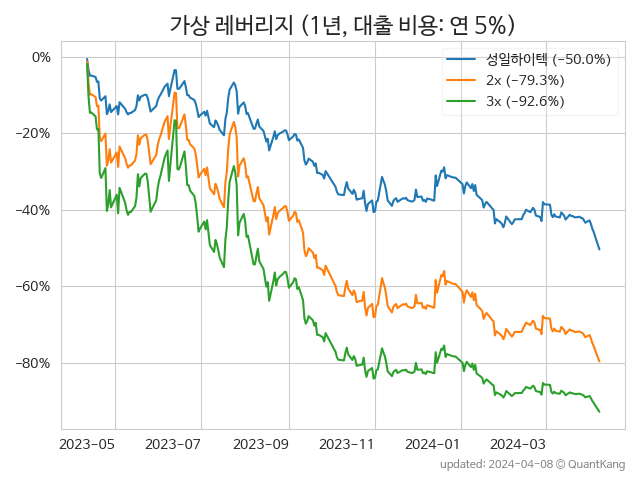 가상 레버리지 (1년, 대출 비용: 연 5%)
성일하이텍 (−50.0%)
2x (−79.3%)
3x (−92.6%)
0%
−20%
−40%
−60%
−80%
2023-05 2023-07 2023-09 2023-11 2024-01 2024-03
updated: 2024-04-08 © QuantKang